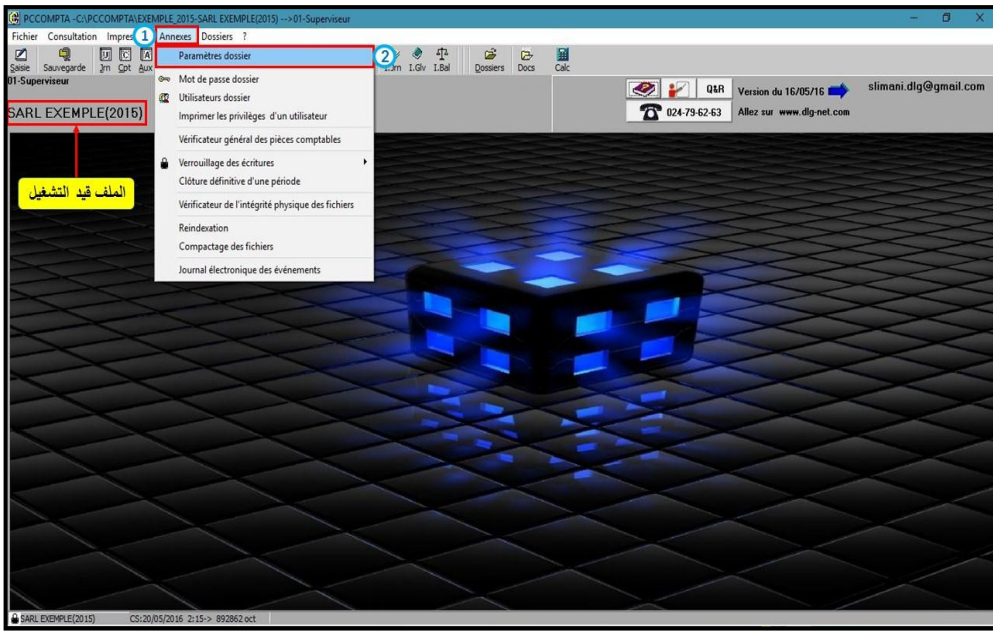 PCCOMPTA -C:\PCCOMPTA\EXEMPLE_2015-SARL EXEMPLE(2015) -->01-Superviseur
Fichier Consultation Impres 1 Annexes Dossiers ?
Saisie Sauvegarde Jrn Cpt Aux I.Glv I.Bal Dossiers Docs Calc
01-Superviseur
SARL EXEMPLE(2015)
الملف قيد التشغيل
Paramètres dossier 2
Mot de passe dossier
Utilisateurs dossier
Imprimer les privilèges d'un utilisateur
Vérificateur général des pièces comptables
Verrouillage des écritures
Clôture définitive d'une période
Vérificateur de l'intégrité physique des fichiers
Reindexation
Compactage des fichiers
Journal électronique des événements
Q&R Version du 16/05/16 slimani.dlg@gmail.com
024-79-62-63 Allez sur www.dlg-net.com
SARL EXEMPLE(2015) CS:20/05/2016 2:15-> 892862 oct